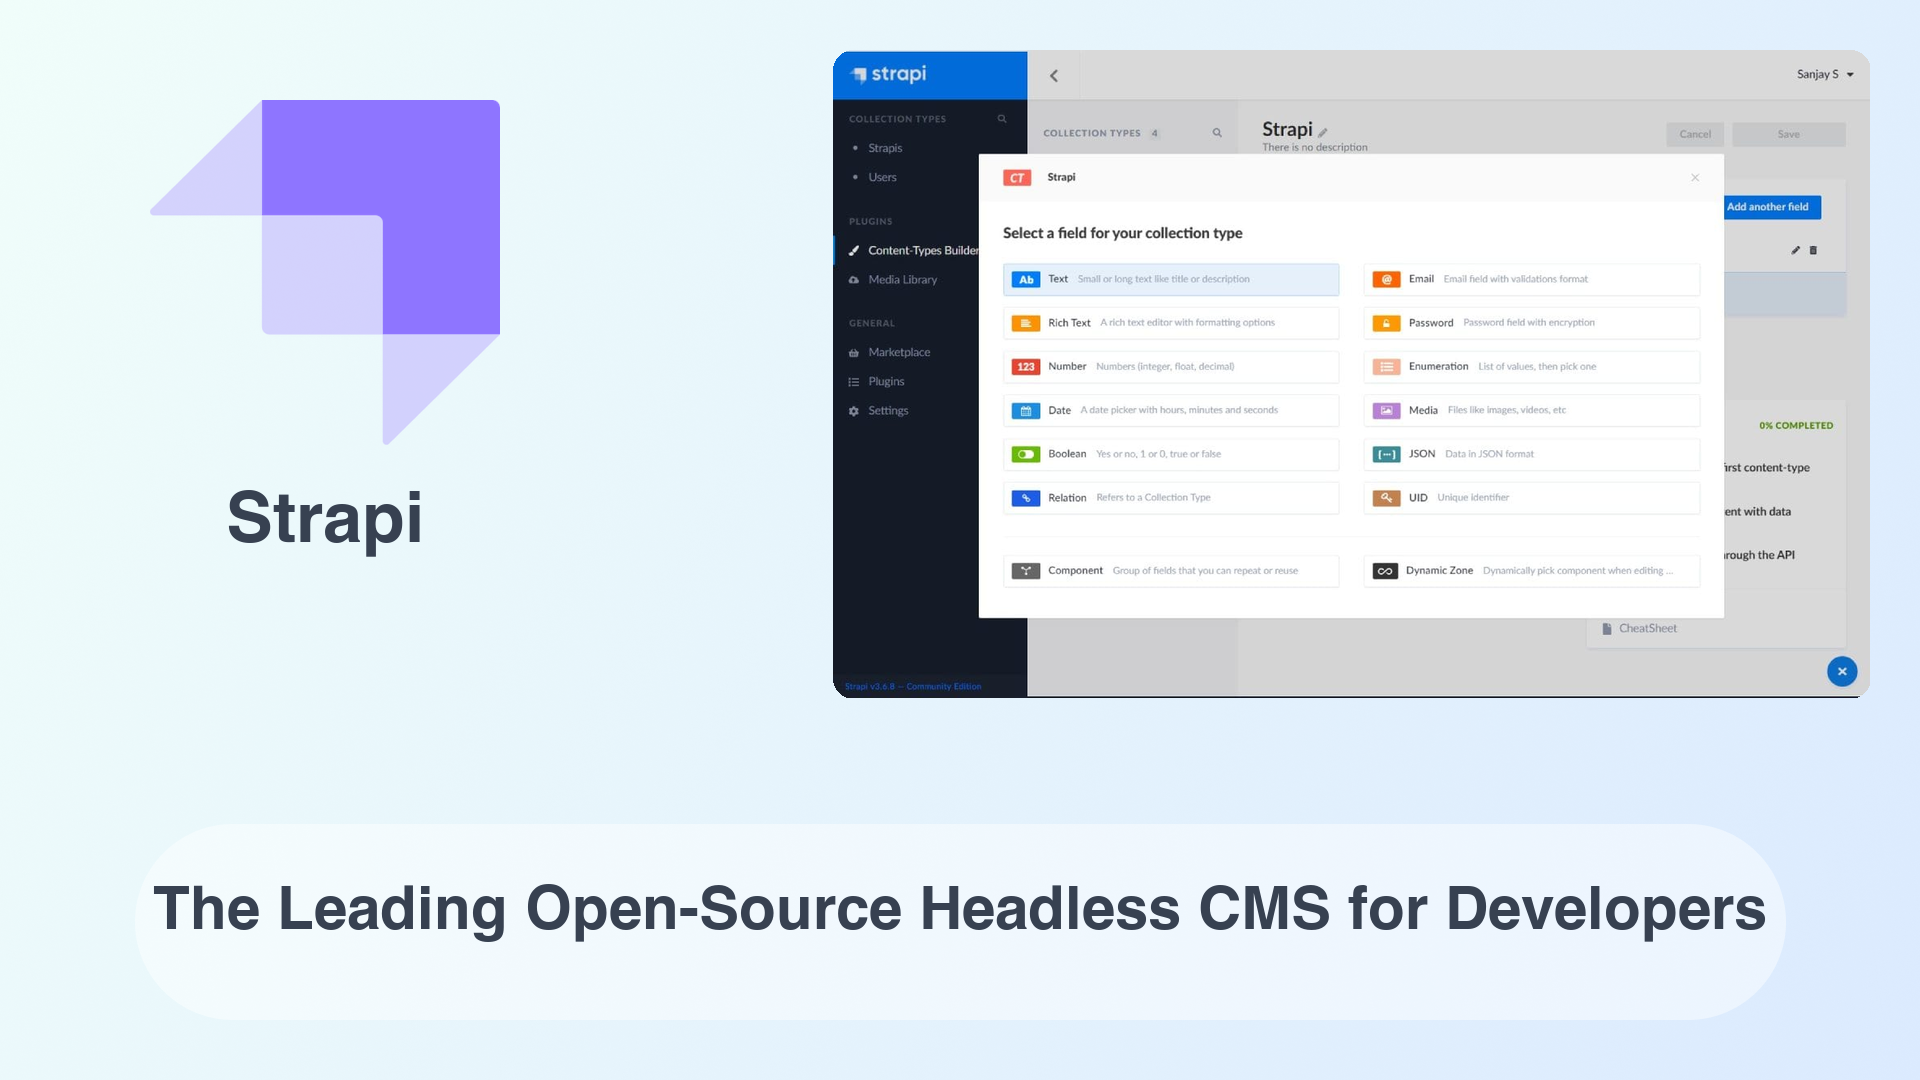 Strapi
strapi
Sanjay S
COLLECTION TYPES
Strapis
Users
PLUGINS
Content-Types Builder
Media Library
GENERAL
Marketplace
Plugins
Settings
Strapi v3.6.8 — Community Edition
COLLECTION TYPES 4
Strapi
There is no description
Cancel
Save
Add another field
CT Strapi
Select a field for your collection type
Ab Text Small or long text like title or description
@ Email Email field with validations format
Rich Text A rich text editor with formatting options
Password Password field with encryption
123 Number Numbers (integer, float, decimal)
Enumeration List of values, then pick one
Date A date picker with hours, minutes and seconds
Media Files like images, videos, etc
Boolean Yes or no, 1 or 0, true or false
JSON Data in JSON format
Relation Refers to a Collection Type
UID Unique identifier
Component Group of fields that you can repeat or reuse
Dynamic Zone Dynamically pick component when editing ...
0% COMPLETED
first content-type
ent with data
rough the API
CheatSheet
The Leading Open-Source Headless CMS for Developers